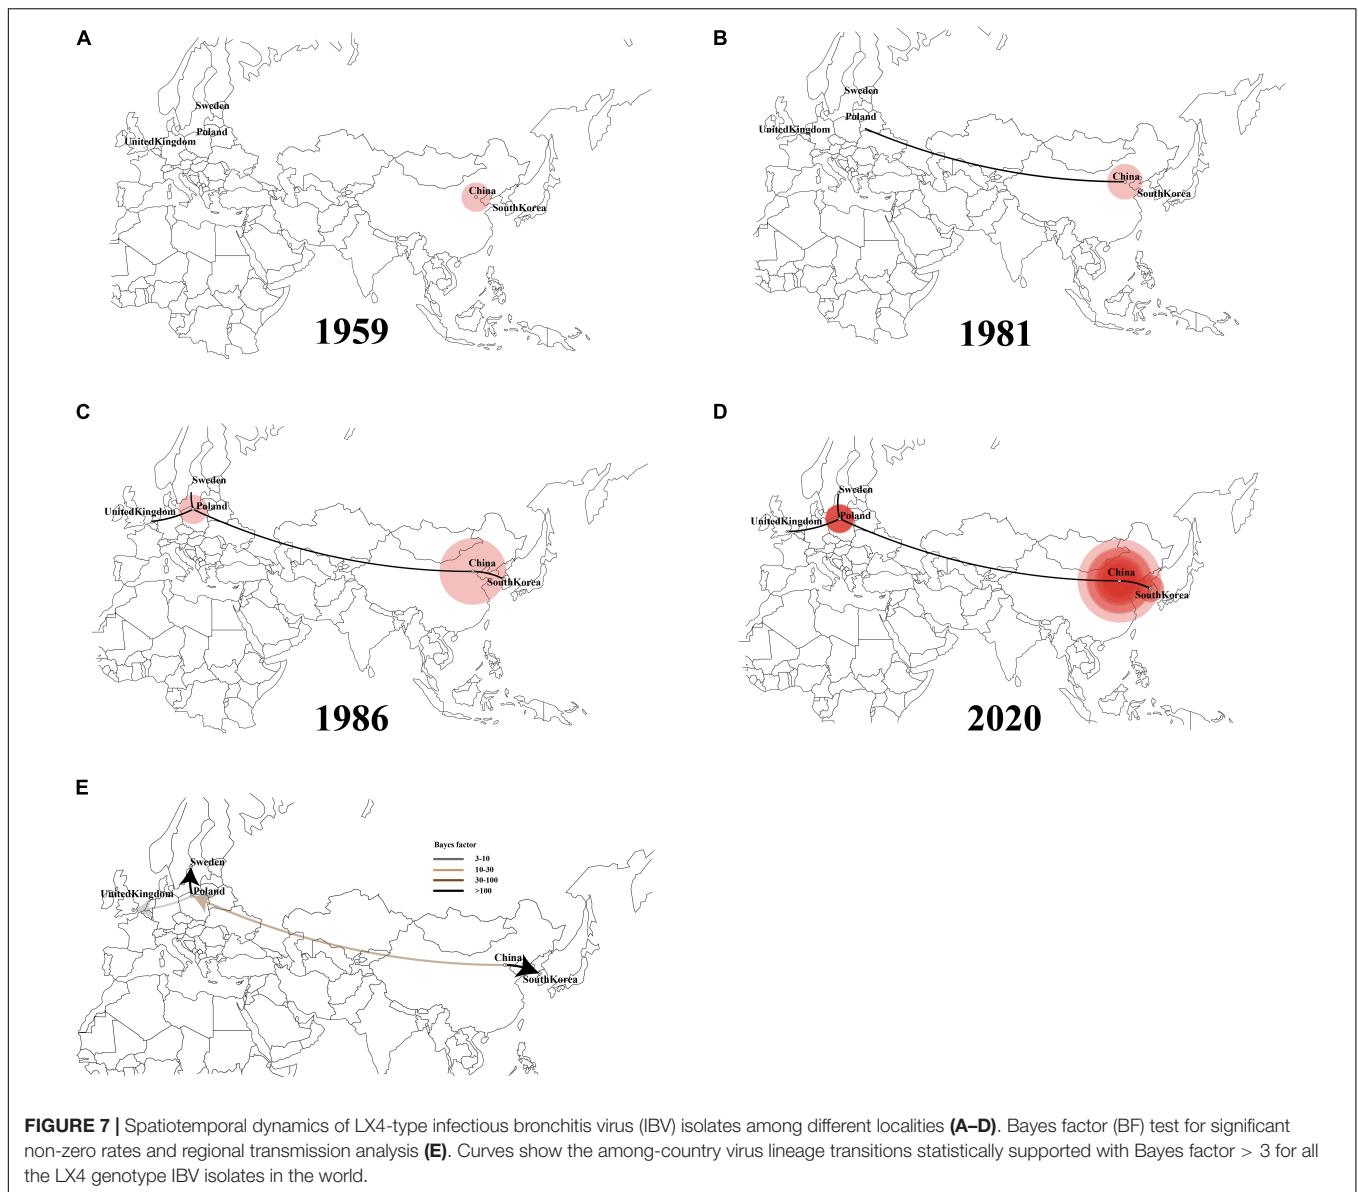 A
Sweden
Poland
UnitedKingdom
China
SouthKorea
1959
B
Sweden
Poland
UnitedKingdom
China
SouthKorea
1981
C
Sweden
Poland
UnitedKingdom
China
SouthKorea
1986
D
Sweden
Poland
UnitedKingdom
China
SouthKorea
2020
E
Bayes factor
3-10
10-30
30-100
>100
Sweden
UnitedKingdom
Poland
China
SouthKorea
FIGURE 7 | Spatiotemporal dynamics of LX4-type infectious bronchitis virus (IBV) isolates among different localities (A–D). Bayes factor (BF) test for significant
non-zero rates and regional transmission analysis (E). Curves show the among-country virus lineage transitions statistically supported with Bayes factor > 3 for all
the LX4 genotype IBV isolates in the world.